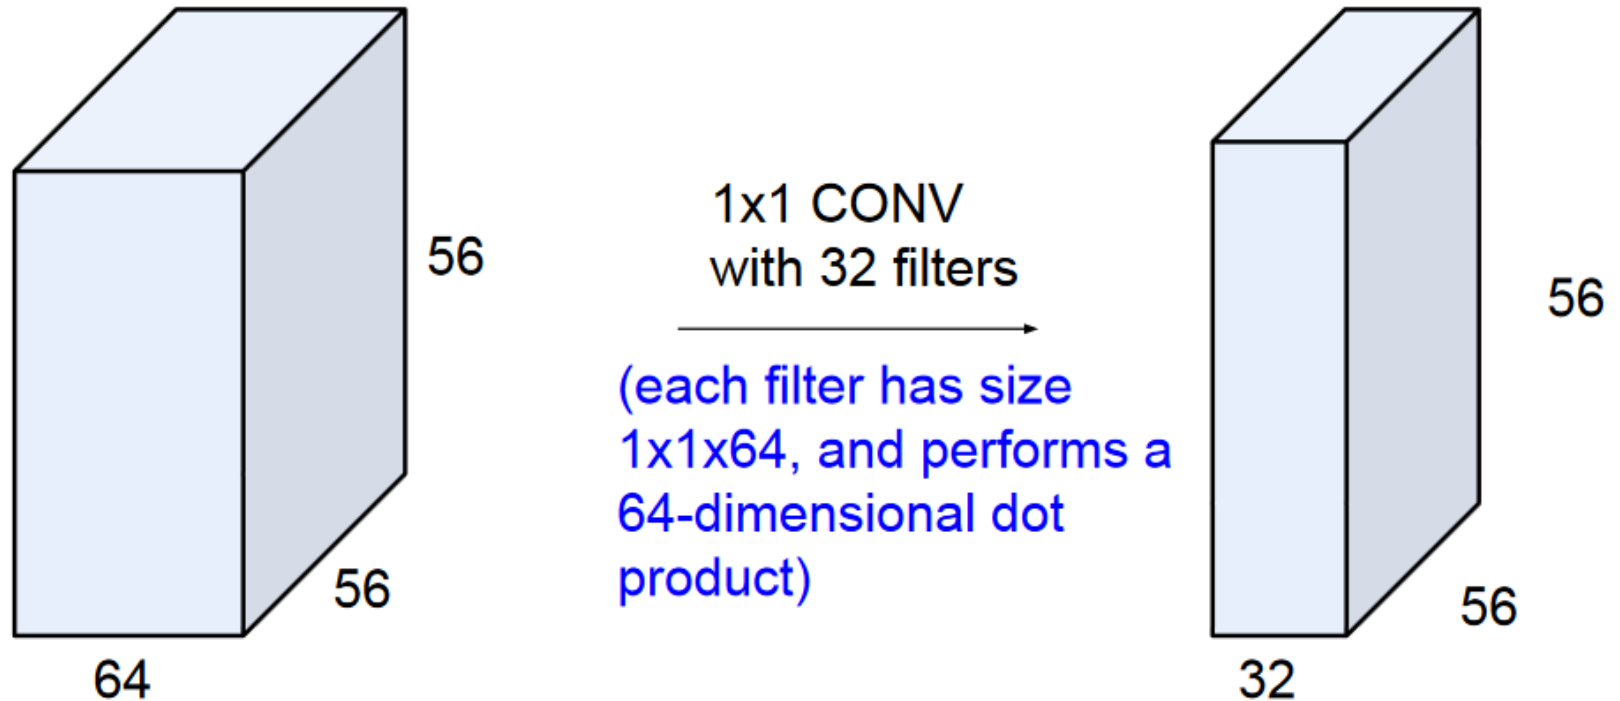 56
56
64
1x1 CONV
with 32 filters
(each filter has size
1x1x64, and performs a
64-dimensional dot
product)
56
56
32